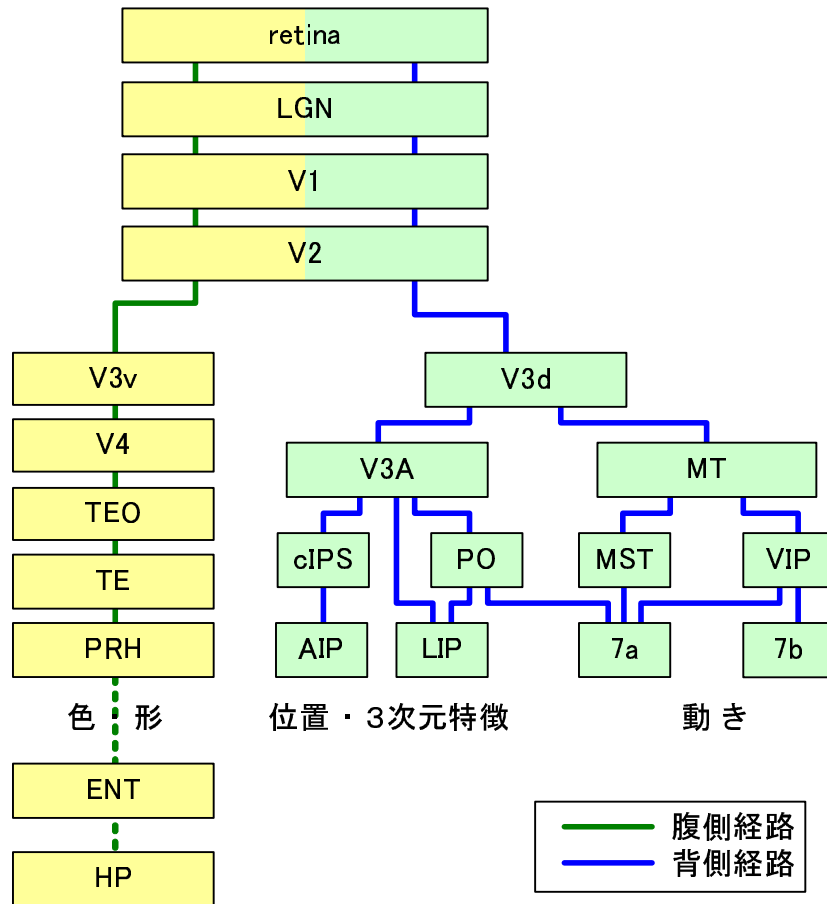 retina
LGN
V1
V2
V3v
V3d
V4
V3A
MT
TEO
cIPS
PO
MST
VIP
TE
PRH
AIP
LIP
7a
7b
色・形
位置・3次元特徴
動き
ENT
HP
腹側経路
背側経路